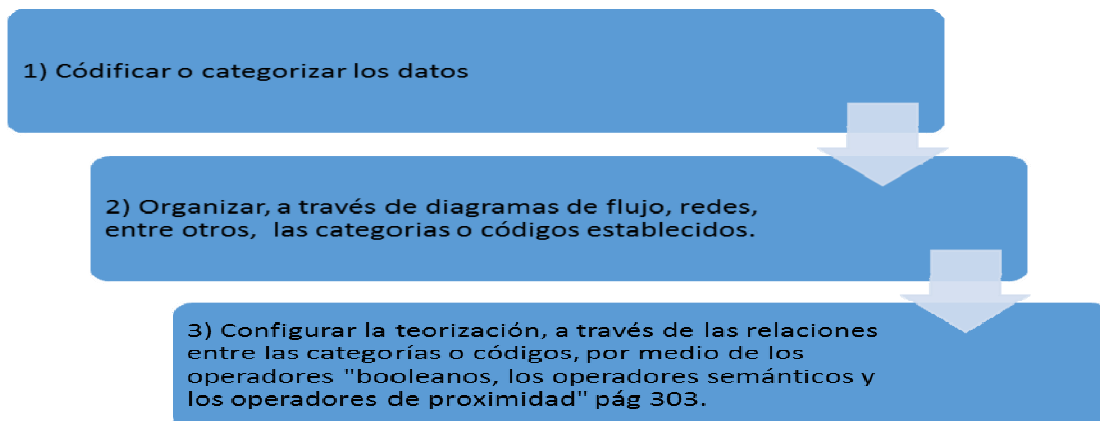 1) Códificar o categorizar los datos
2) Organizar, a través de diagramas de flujo, redes,
entre otros, las categorias o códigos establecidos.
3) Configurar la teorización, a través de las relaciones
entre las categorías o códigos, por medio de los
operadores "booleanos, los operadores semánticos y
los operadores de proximidad" pág 303.